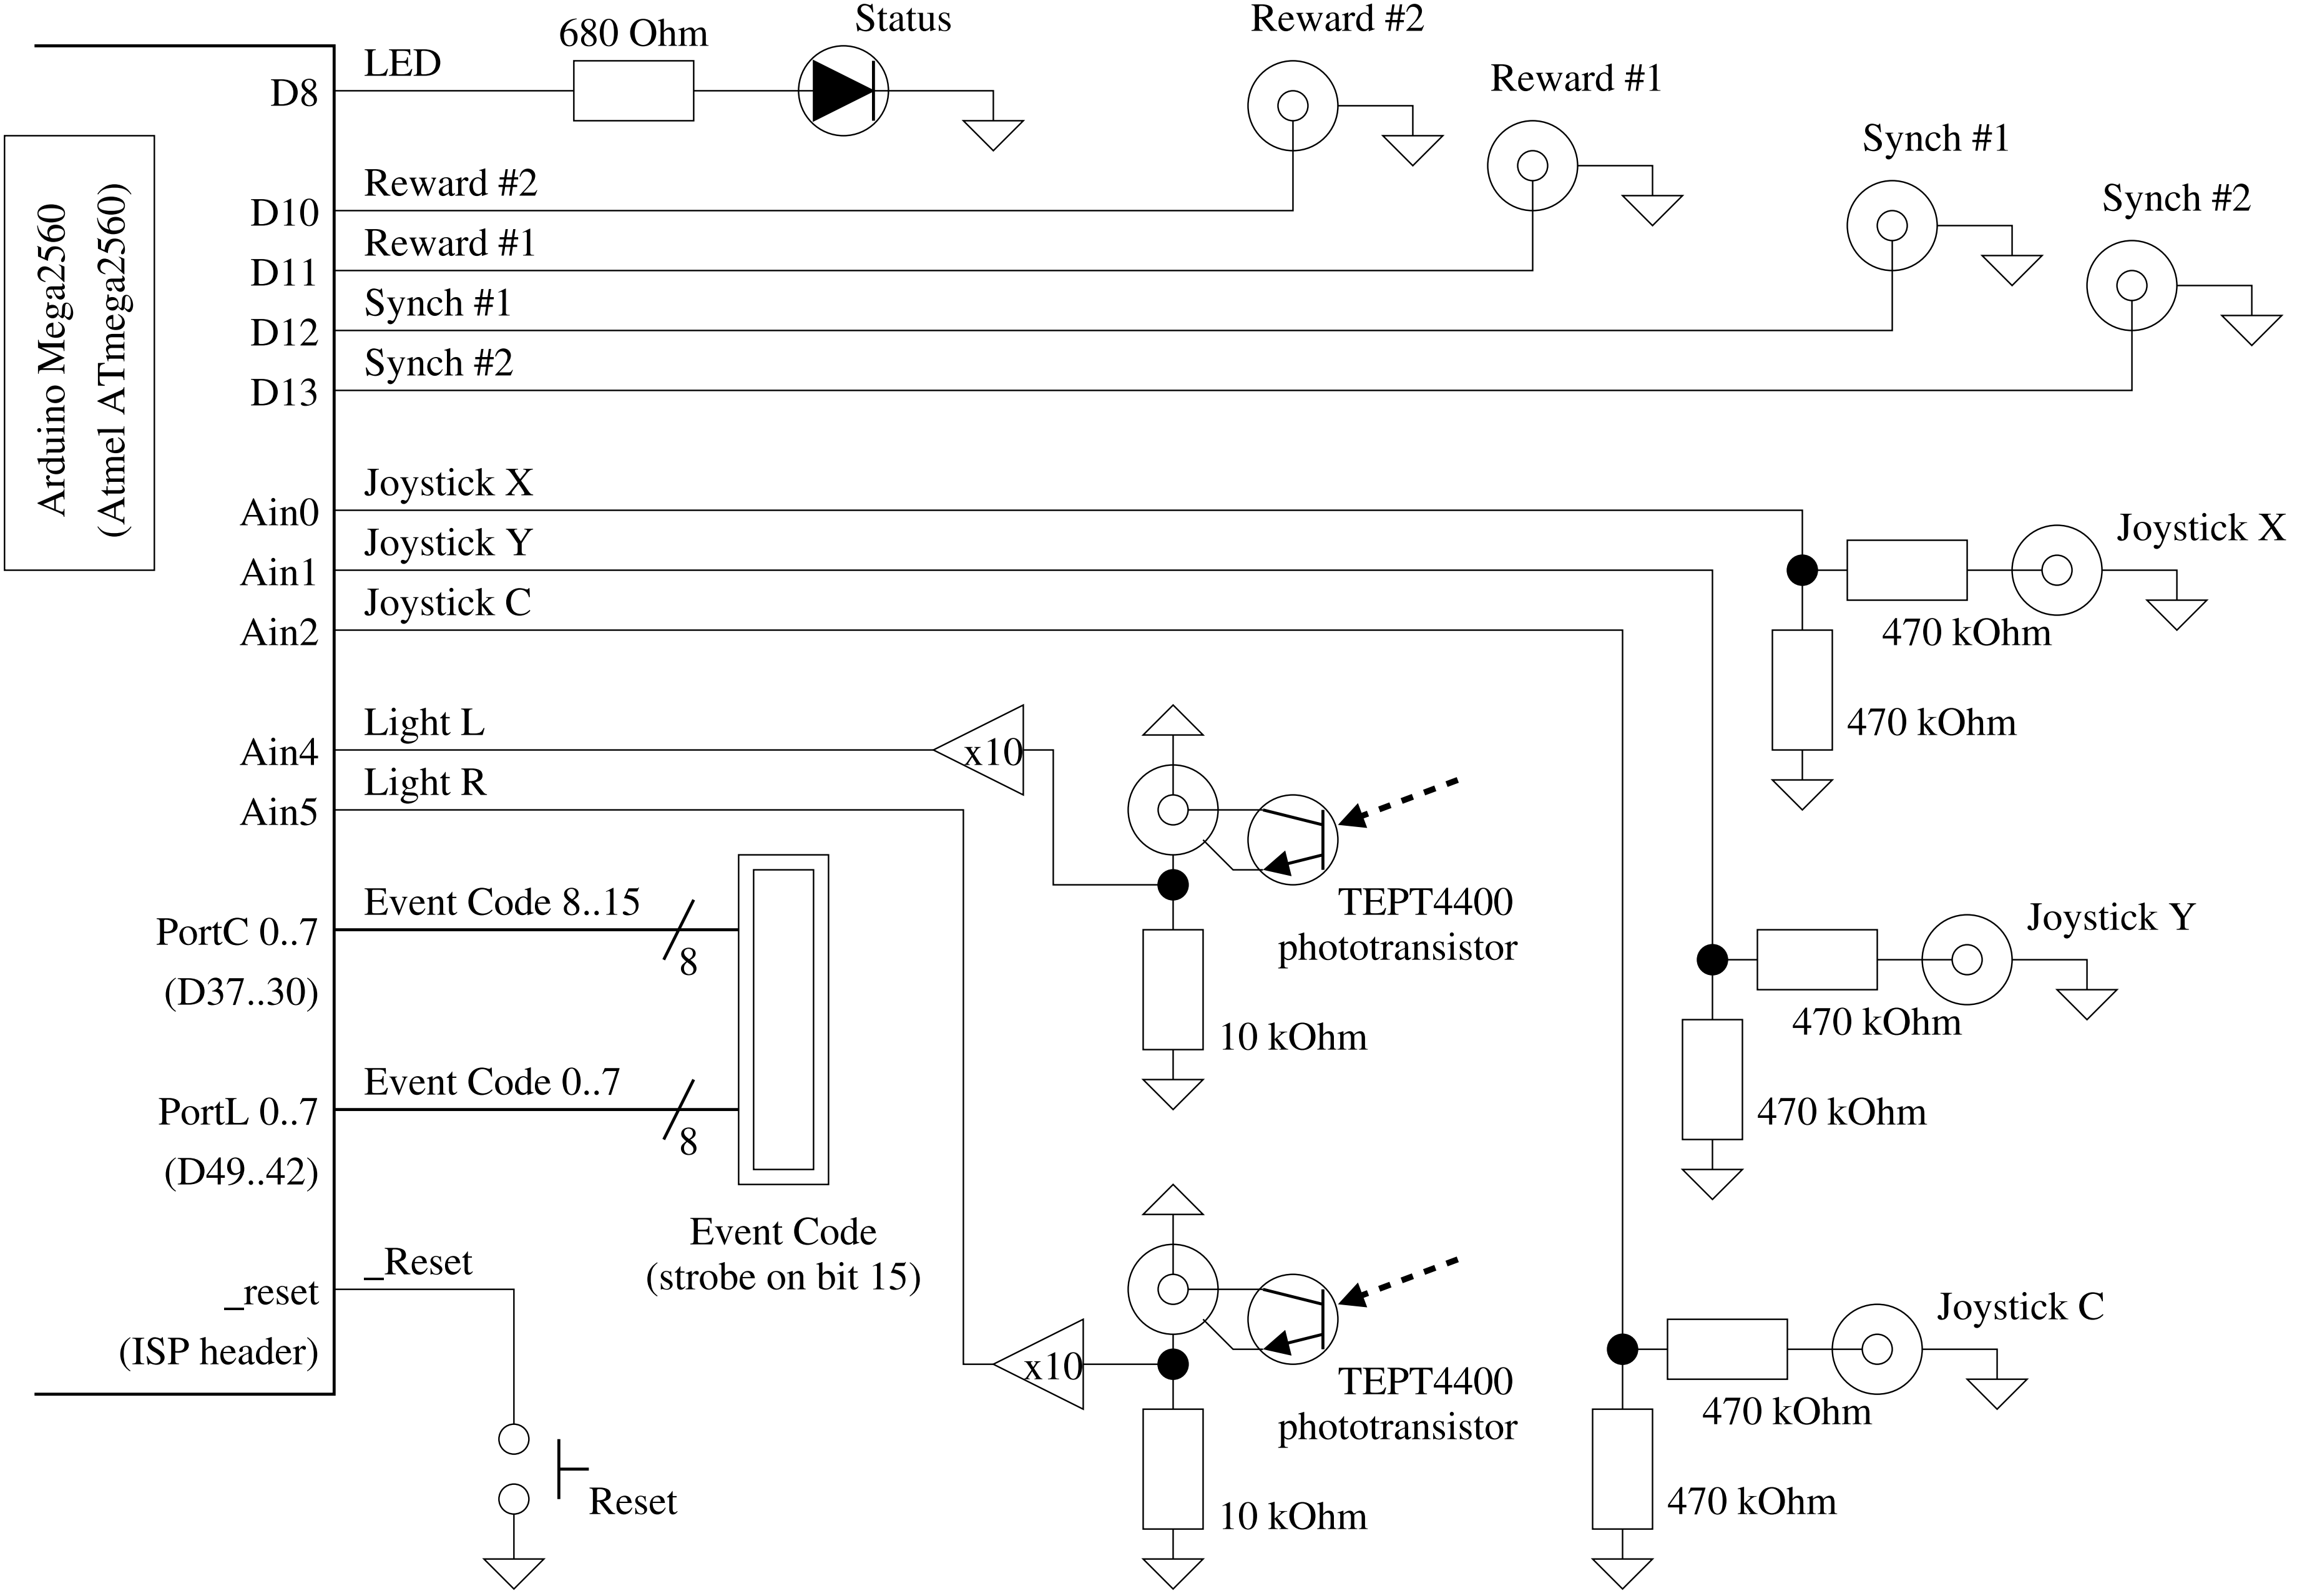 680 Ohm
Status
Reward #2
LED
D8
Reward #1
Synch #1
Synch #2
Reward #2
D10
Reward #1
D11
Synch #1
D12
Synch #2
D13
Arduino Mega2560
(Atmel ATmega2560)
Joystick X
Ain0
Joystick Y
Ain1
Joystick C
Ain2
Joystick X
470 kOhm
470 kOhm
Light L
Ain4
x10
Light R
Ain5
TEPT4400
phototransistor
10 kOhm
Event Code 8..15
PortC 0..7
8
(D37..30)
Joystick Y
470 kOhm
470 kOhm
Event Code 0..7
PortL 0..7
8
(D49..42)
Event Code
(strobe on bit 15)
_Reset
_reset
(ISP header)
Reset
x10
TEPT4400
phototransistor
10 kOhm
Joystick C
470 kOhm
470 kOhm